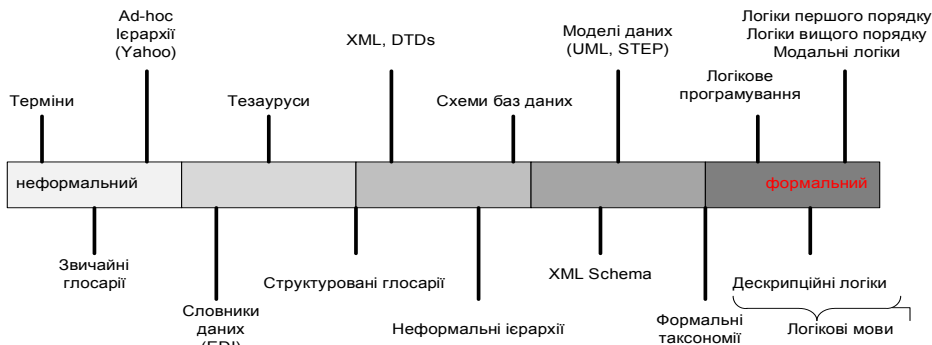 Ad-hoc
Ієрархії
(Yahoo)
XML, DTDs
Моделі даних
(UML, STEP)
Логіки першого порядку
Логіки вищого порядку
Модальні логіки
Терміни
Тезауруси
Схеми баз даних
Логікове
програмування
неформальний
формальний
Звичайні
глосарії
Словники
даних
(EDI)
Структуровані глосарії
Неформальні ієрархії
XML Schema
Формальні
таксономії
Дескрипційні логіки
Логікові мови